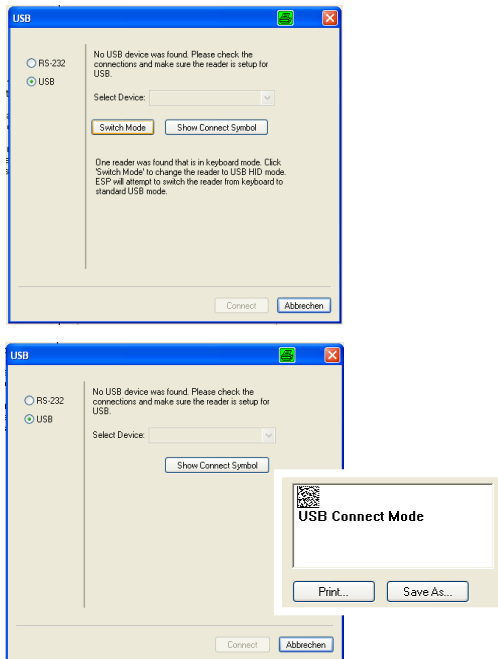 USB
No USB device was found. Please check the
connections and make sure the reader is setup for
USB.
RS-232
USB
Select Device:
Switch Mode
Show Connect Symbol
One reader was found that is in keyboard mode. Click
'Switch Mode' to change the reader to USB HID mode.
ESP will attempt to switch the reader from keyboard to
standard USB mode.
Connect
Abbrechen
USB
No USB device was found. Please check the
connections and make sure the reader is setup for
USB.
RS-232
USB
Select Device:
Show Connect Symbol
USB Connect Mode
Print...
Save As...
Connect
Abbrechen